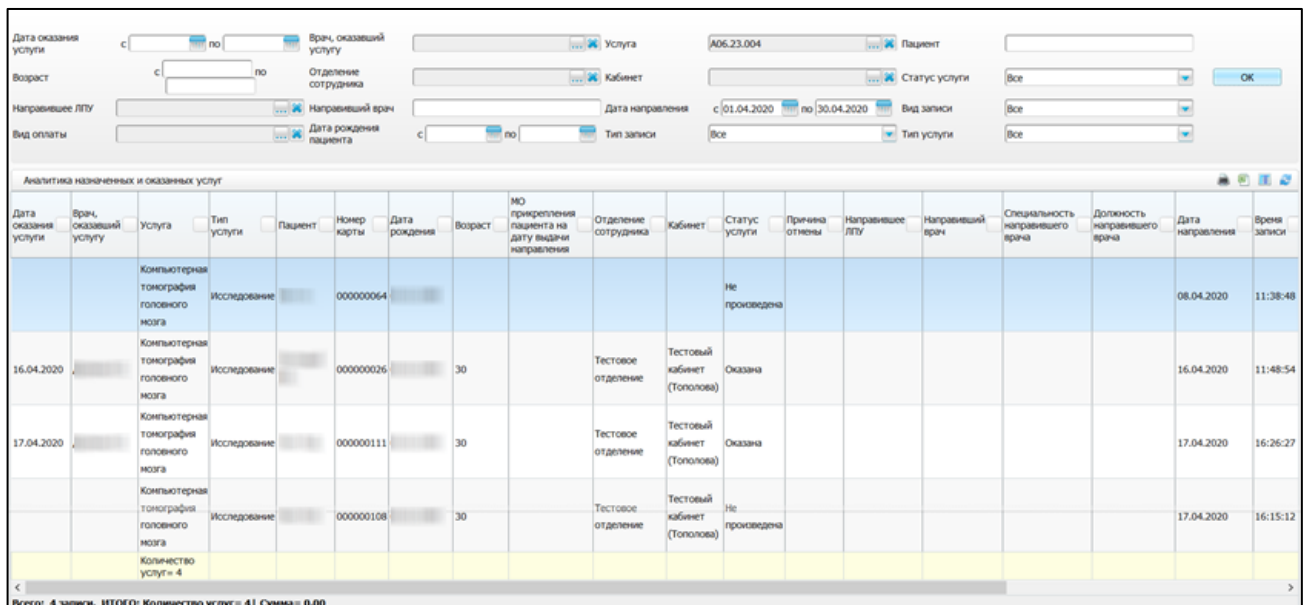 Дата оказания услуги с по Врач, оказавший услугу ... Услуга A06.23.004 ... Пациент
Возраст с по Отделение сотрудника ... Кабинет ... Статус услуги Все ОК
Направившее ЛПУ ... Направивший врач Дата направления с 01.04.2020 по 30.04.2020 Вид записи Все
Вид оплаты ... Дата рождения пациента с по Тип записи Все Тип услуги Все
Аналитика назначенных и оказанных услуг
Дата оказания услуги Врач, оказавший услугу Услуга Тип услуги Пациент Номер карты Дата рождения Возраст МО прикрепления пациента на дату выдачи направления Отделение сотрудника Кабинет Статус услуги Причина отмены Направившее ЛПУ Направивший врач Специальность направившего врача Должность направившего врача Дата направления Время записи
Компьютерная томография головного мозга Исследование 000000064 Не произведена 08.04.2020 11:38:48
16.04.2020 Компьютерная томография головного мозга Исследование 000000026 30 Тестовое отделение Тестовый кабинет (Тополова) Оказана 16.04.2020 11:48:54
17.04.2020 Компьютерная томография головного мозга Исследование 000000111 30 Тестовое отделение Тестовый кабинет (Тополова) Оказана 17.04.2020 16:26:27
Компьютерная томография головного мозга Исследование 000000108 30 Тестовое отделение Тестовый кабинет (Тополова) Не произведена 17.04.2020 16:15:12
Количество услуг= 4
Всего: 4 записи. ИТОГО: Количество услуг= 4| Сумма= 0.00